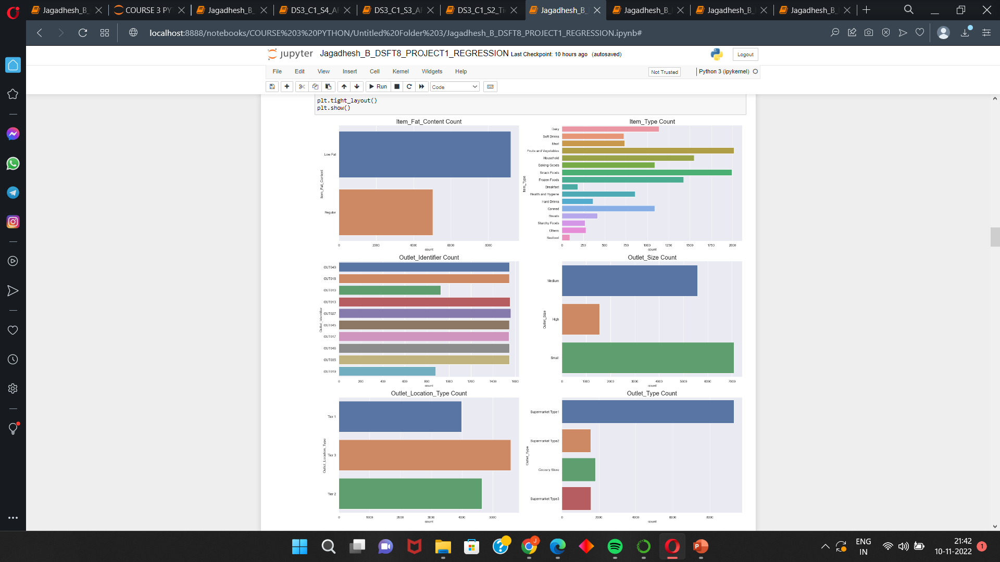 Jagadhesh_B_
COURSE 3 PY
Jagadhesh_B_
DS3_C1_S4_A
DS3_C1_S3_A
DS3_C1_S2_Ti
Jagadhesh_B_
Jagadhesh_B_
Jagadhesh_B_
Jagadhesh_B_
localhost:8888/notebooks/COURSE%203%20PYTHON/Untitled%20Folder%203/Jagadhesh_B_DSFT8_PROJECT1_REGRESSION.ipynb#
jupyter Jagadhesh_B_DSFT8_PROJECT1_REGRESSION Last Checkpoint: 10 hours ago (autosaved)
Logout
File Edit View Insert Cell Kernel Widgets Help
Not Trusted
Python 3 (ipykernel)
Run
Code
plt.tight_layout()
plt.show()
Item_Fat_Content Count
Item_Fat_Content
Low Fat
Regular
0 2000 4000 6000 8000
count
Item_Type Count
Item_Type
Dairy
Soft Drinks
Meat
Fruits and Vegetables
Household
Baking Goods
Snack Foods
Frozen Foods
Breakfast
Health and Hygiene
Hard Drinks
Canned
Breads
Starchy Foods
Others
Seafood
0 250 500 750 1000 1250 1500 1750 2000
count
Outlet_Identifier Count
Outlet_Identifier
OUT049
OUT018
OUT010
OUT013
OUT027
OUT045
OUT017
OUT046
OUT035
OUT019
0 200 400 600 800 1000 1200 1400 1600
count
Outlet_Size Count
Outlet_Size
Medium
High
Small
0 1000 2000 3000 4000 5000 6000 7000
count
Outlet_Location_Type Count
Outlet_Location_Type
Tier 1
Tier 3
Tier 2
0 1000 2000 3000 4000 5000
count
Outlet_Type Count
Outlet_Type
Supermarket Type1
Supermarket Type2
Grocery Store
Supermarket Type3
0 2000 4000 6000 8000
count
J
P
ENG
IN
21:42
10-11-2022
1